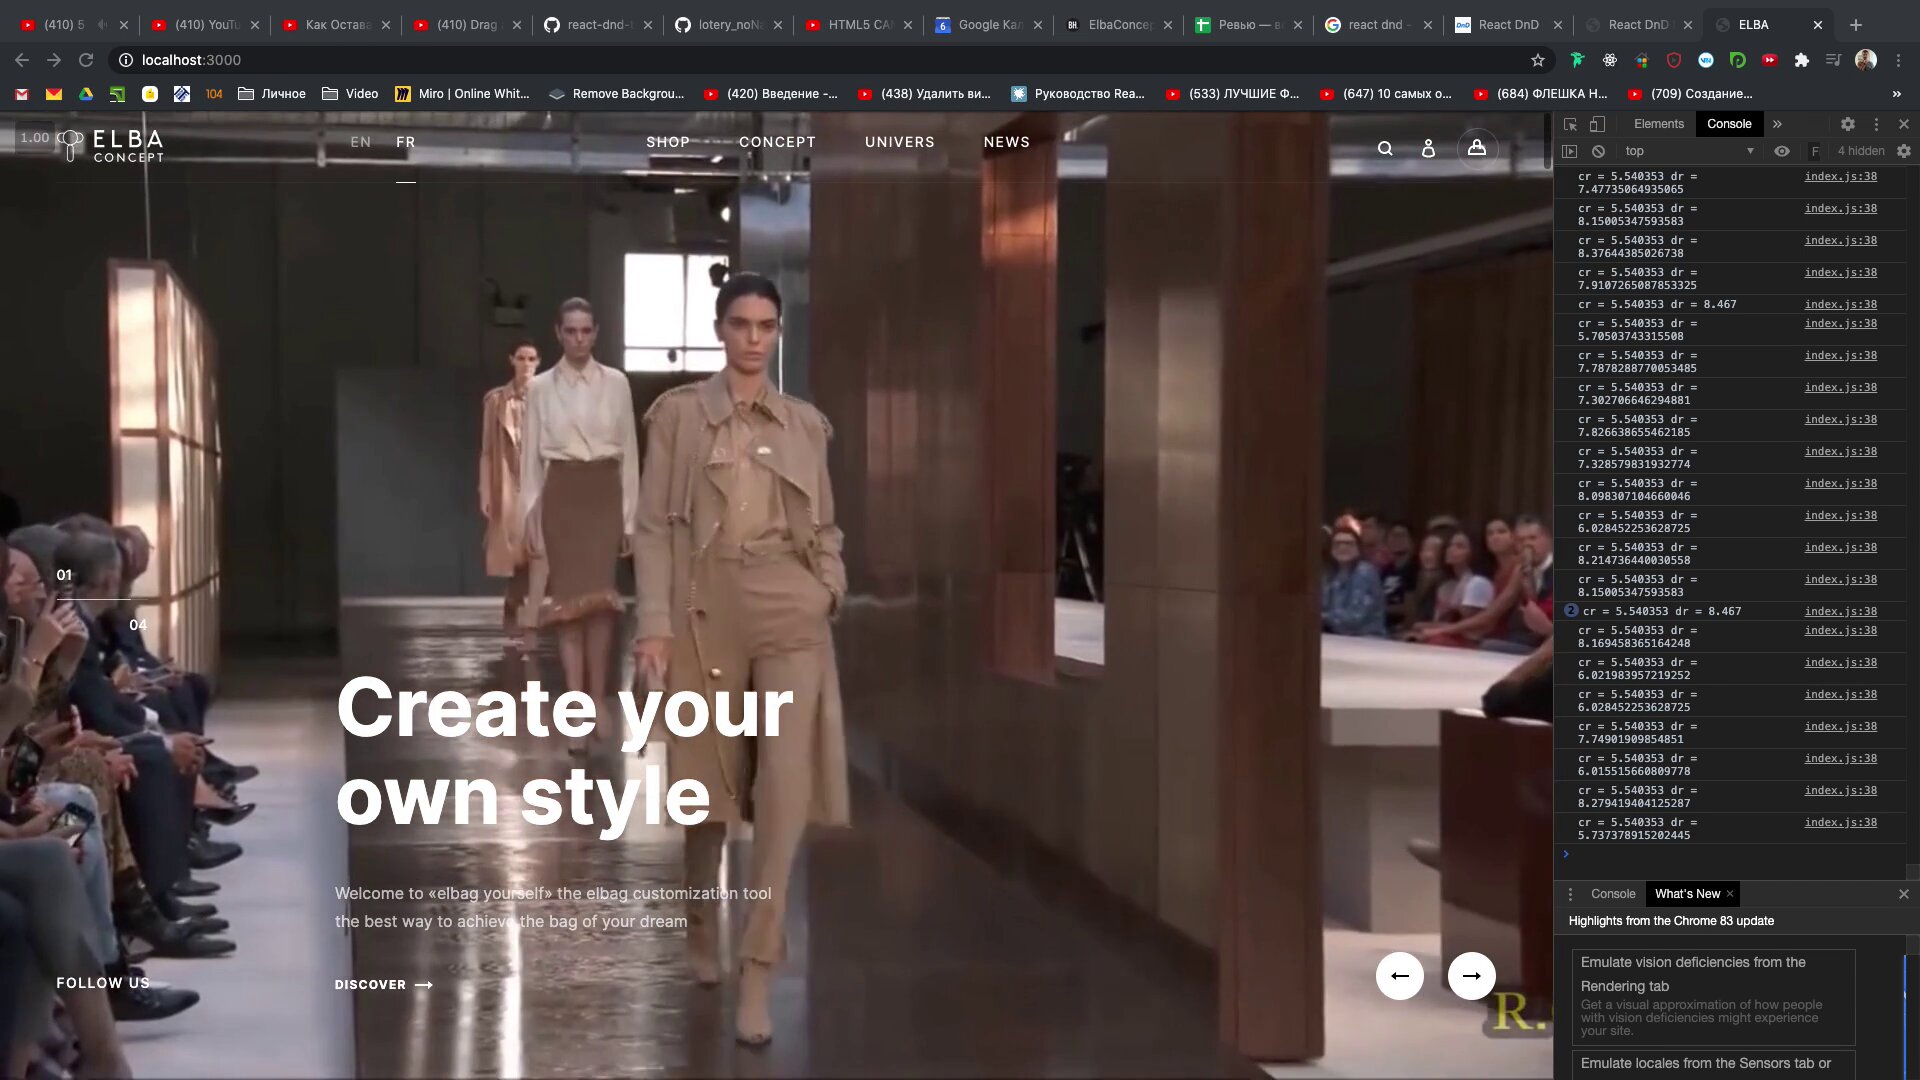 (410) 5
(410) YouTu
Как Остава
(410) Drag
react-dnd-
lotery_noNa
HTML5 CAN
Google Кал
ElbaConcep
Ревью — в
react dnd -
React DnD
React DnD
ELBA
localhost:3000
104
Личное
Video
Miro | Online Whit...
Remove Backgrou...
(420) Введение -...
(438) Удалить ви...
Руководство Rea...
(533) ЛУЧШИЕ Ф...
(647) 10 самых о...
(684) ФЛЕШКА Н...
(709) Создание...
»
1.00
ELBA
CONCEPT
EN FR
SHOP CONCEPT UNIVERS NEWS
01
04
Create your
own style
Welcome to «elbag yourself» the elbag customization tool
the best way to achieve the bag of your dream
DISCOVER
FOLLOW US
R.
Elements Console »
top F 4 hidden
cr = 5.540353 dr = index.js:38
7.47735064935065
cr = 5.540353 dr = index.js:38
8.15005347593583
cr = 5.540353 dr = index.js:38
8.37644385026738
cr = 5.540353 dr = index.js:38
7.9107265087853325
cr = 5.540353 dr = 8.467 index.js:38
cr = 5.540353 dr = index.js:38
5.70503743315508
cr = 5.540353 dr = index.js:38
7.7878288770053485
cr = 5.540353 dr = index.js:38
7.302706646294881
cr = 5.540353 dr = index.js:38
7.826638655462185
cr = 5.540353 dr = index.js:38
7.328579831932774
cr = 5.540353 dr = index.js:38
8.098307104660046
cr = 5.540353 dr = index.js:38
6.028452253628725
cr = 5.540353 dr = index.js:38
8.214736440030558
cr = 5.540353 dr = index.js:38
8.15005347593583
2 cr = 5.540353 dr = 8.467 index.js:38
cr = 5.540353 dr = index.js:38
8.169458365164248
cr = 5.540353 dr = index.js:38
6.021983957219252
cr = 5.540353 dr = index.js:38
6.028452253628725
cr = 5.540353 dr = index.js:38
7.74901909854851
cr = 5.540353 dr = index.js:38
6.015515660809778
cr = 5.540353 dr = index.js:38
8.279419404125287
cr = 5.540353 dr = index.js:38
5.737378915202445
Console What's New
Highlights from the Chrome 83 update
Emulate vision deficiencies from the
Rendering tab
Get a visual approximation of how people
with vision deficiencies might experience
your site.
Emulate locales from the Sensors tab or